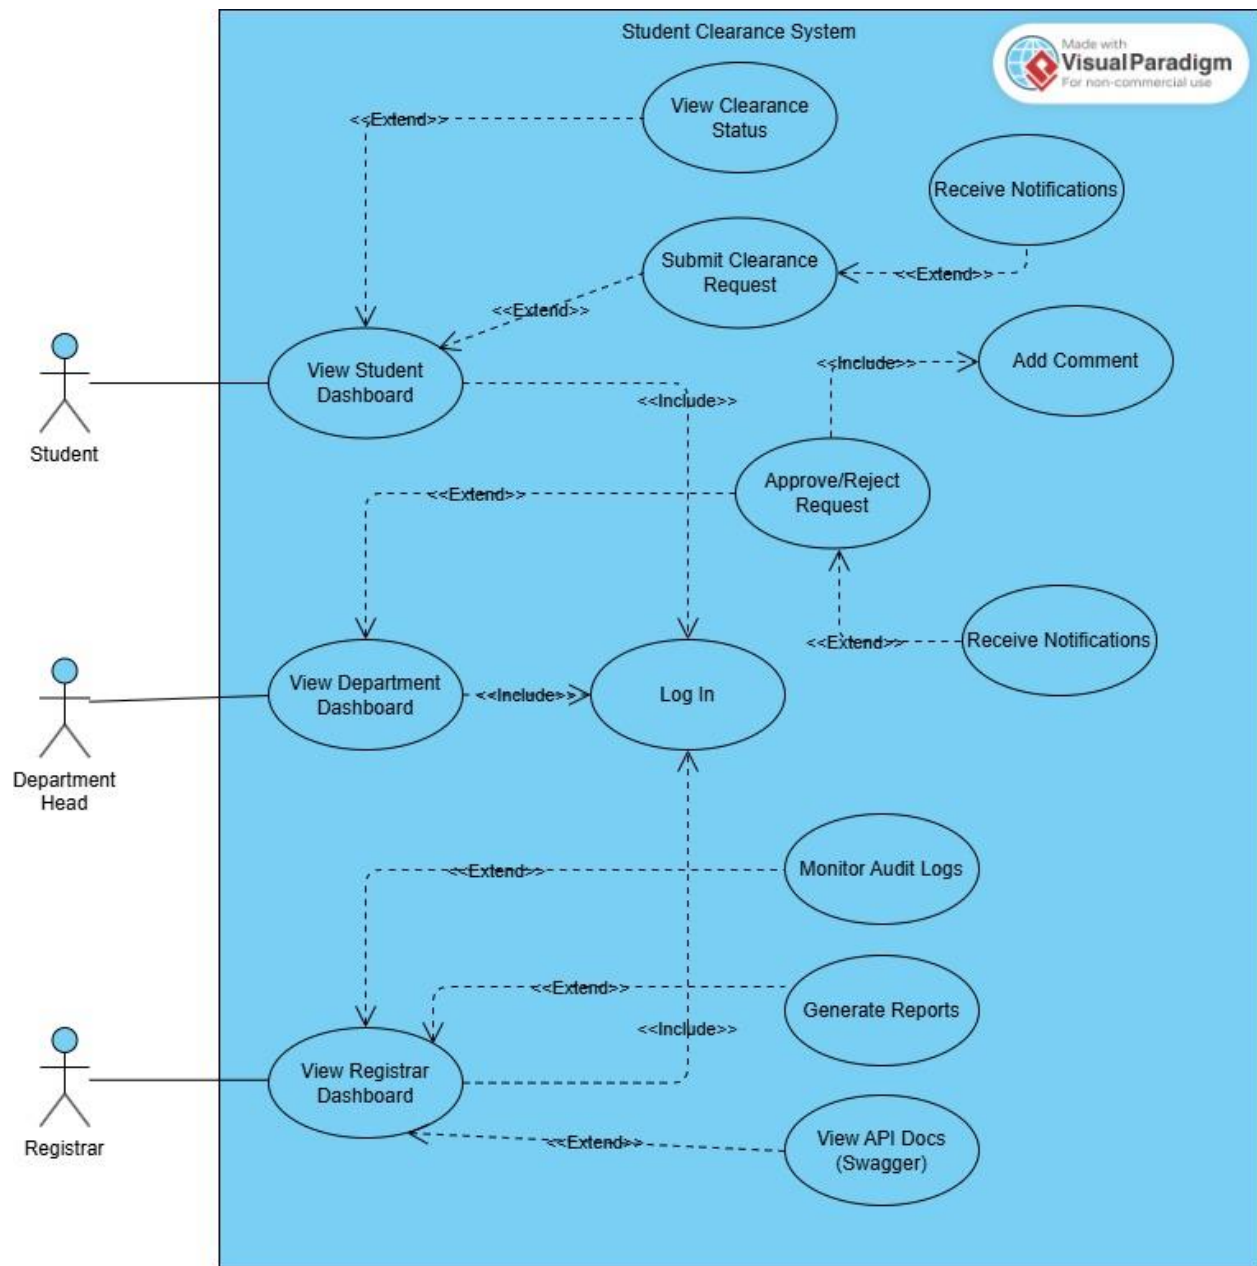 Student Clearance System
Made with
Visual Paradigm
For non-commercial use
View Clearance
Status
<<Extend>>
Receive Notifications
Submit Clearance
Request
<<Extend>>
<<Extend>>
Add Comment
<<Include>>
View Student
Dashboard
<<Include>>
Student
Approve/Reject
Request
<<Extend>>
Receive Notifications
<<Extend>>
View Department
Dashboard
<<Include>>
Log In
Department
Head
Monitor Audit Logs
<<Extend>>
Generate Reports
<<Extend>>
<<Include>>
View Registrar
Dashboard
Registrar
View API Docs
(Swagger)
<<Extend>>